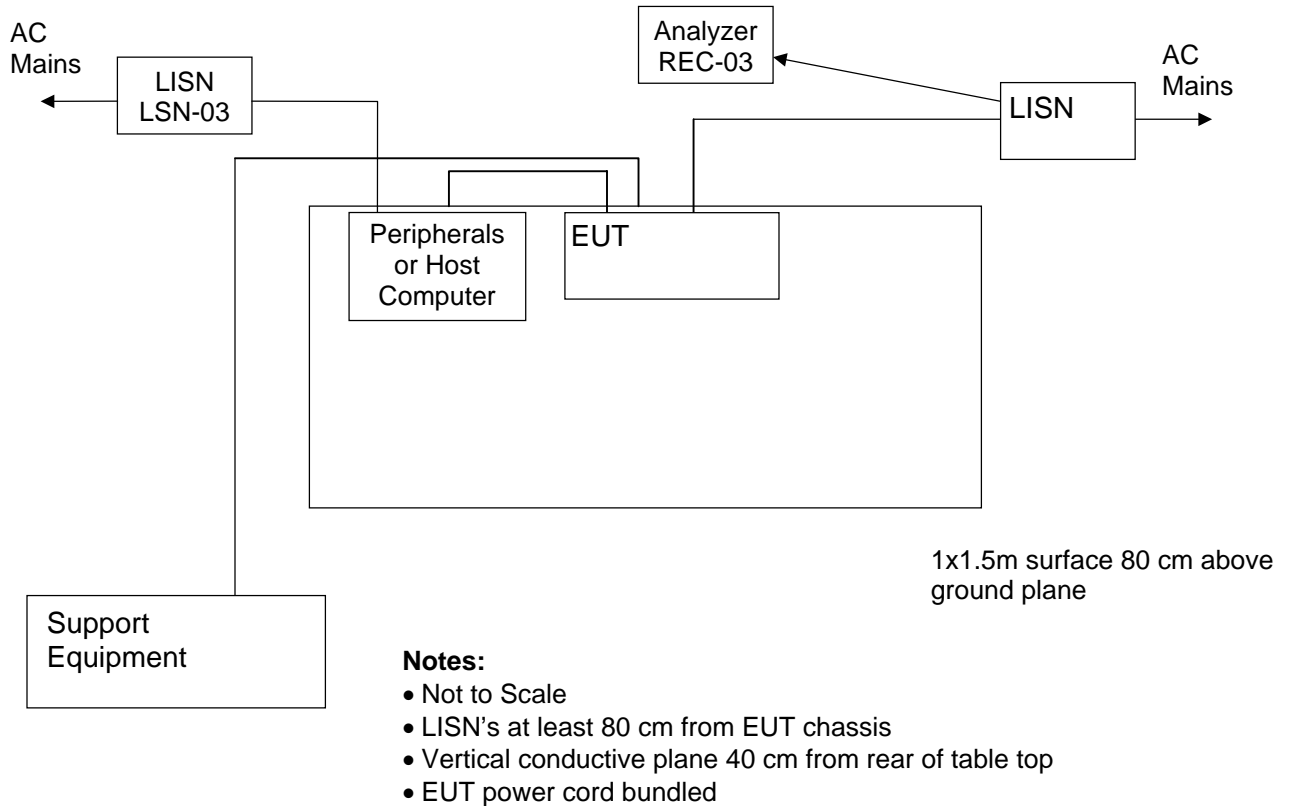 AC
Mains
LISN
LSN-03
Analyzer
REC-03
AC
Mains
LISN
Peripherals
or Host
Computer
EUT
1x1.5m surface 80 cm above
ground plane
Support
Equipment
Notes:
• Not to Scale
• LISN’s at least 80 cm from EUT chassis
• Vertical conductive plane 40 cm from rear of table top
• EUT power cord bundled